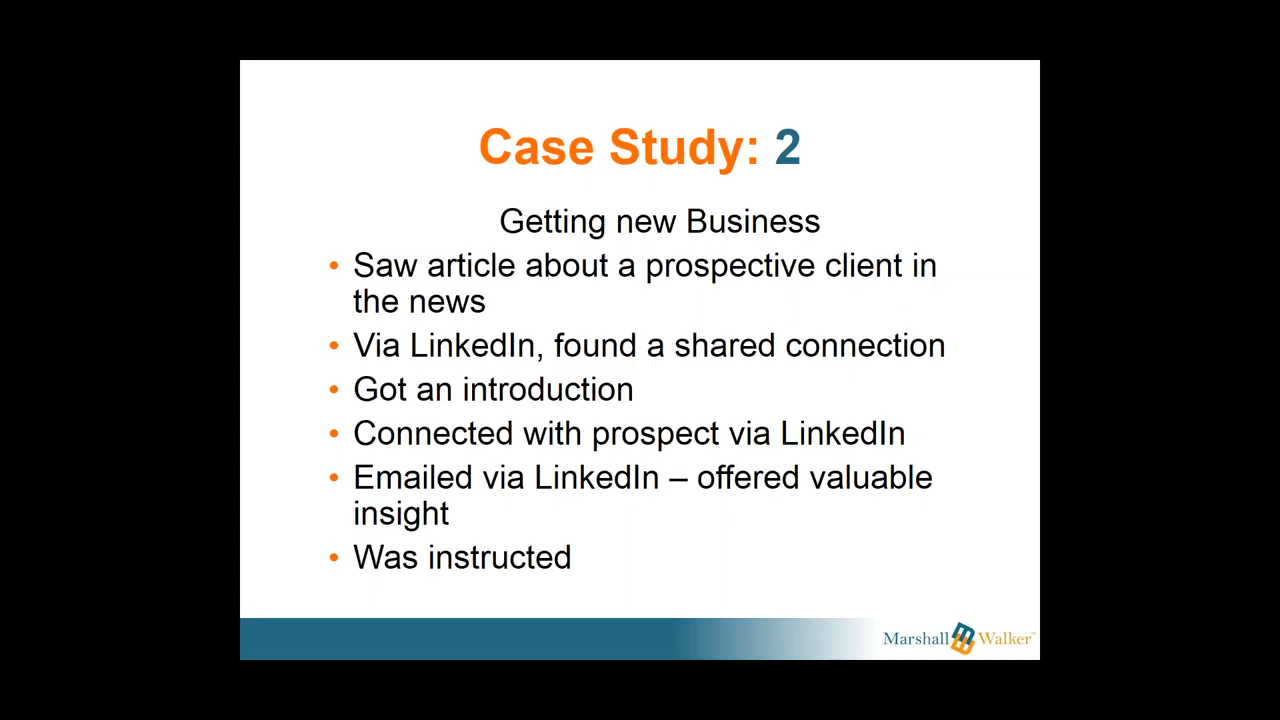 Case Study: 2
Getting new Business
• Saw article about a prospective client in
the news
• Via LinkedIn, found a shared connection
• Got an introduction
• Connected with prospect via LinkedIn
• Emailed via LinkedIn – offered valuable
insight
• Was instructed
Marshall Walker™